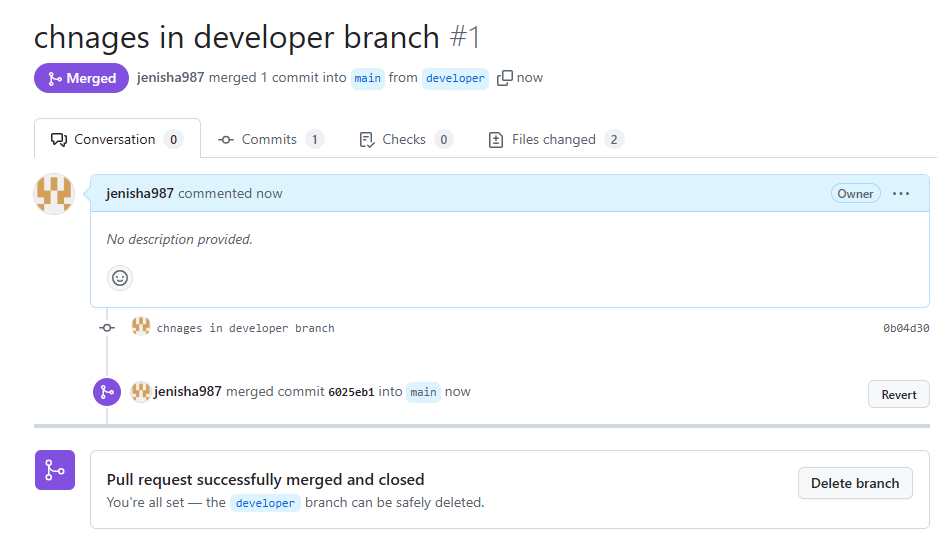 chnages in developer branch #1
Merged jenisha987 merged 1 commit into main from developer now
Conversation 0 Commits 1 Checks 0 Files changed 2
jenisha987 commented now Owner
No description provided.
chnages in developer branch 0b04d30
jenisha987 merged commit 6025eb1 into main now Revert
Pull request successfully merged and closed
You're all set — the developer branch can be safely deleted.
Delete branch